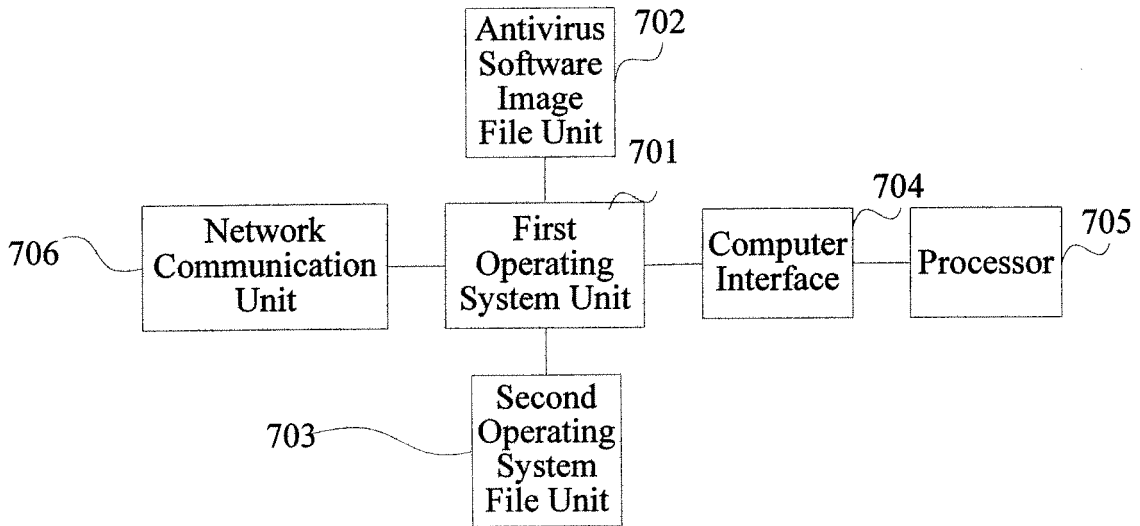 Antivirus
Software
Image
File Unit
702
701
Network
Communication
Unit
706
First
Operating
System Unit
704
Computer
Interface
Processor
705
Second
Operating
System
File Unit
703